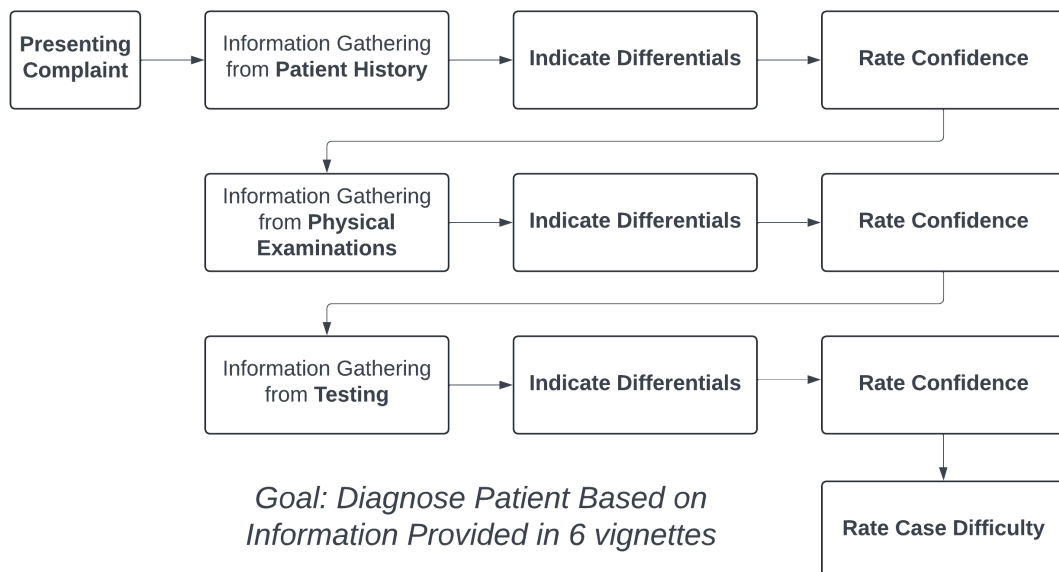 Presenting
Complaint
Information Gathering
from Patient History
Indicate Differentials
Rate Confidence
Information Gathering
from Physical
Examinations
Indicate Differentials
Rate Confidence
Information Gathering
from Testing
Indicate Differentials
Rate Confidence
Goal: Diagnose Patient Based on
Information Provided in 6 vignettes
Rate Case Difficulty